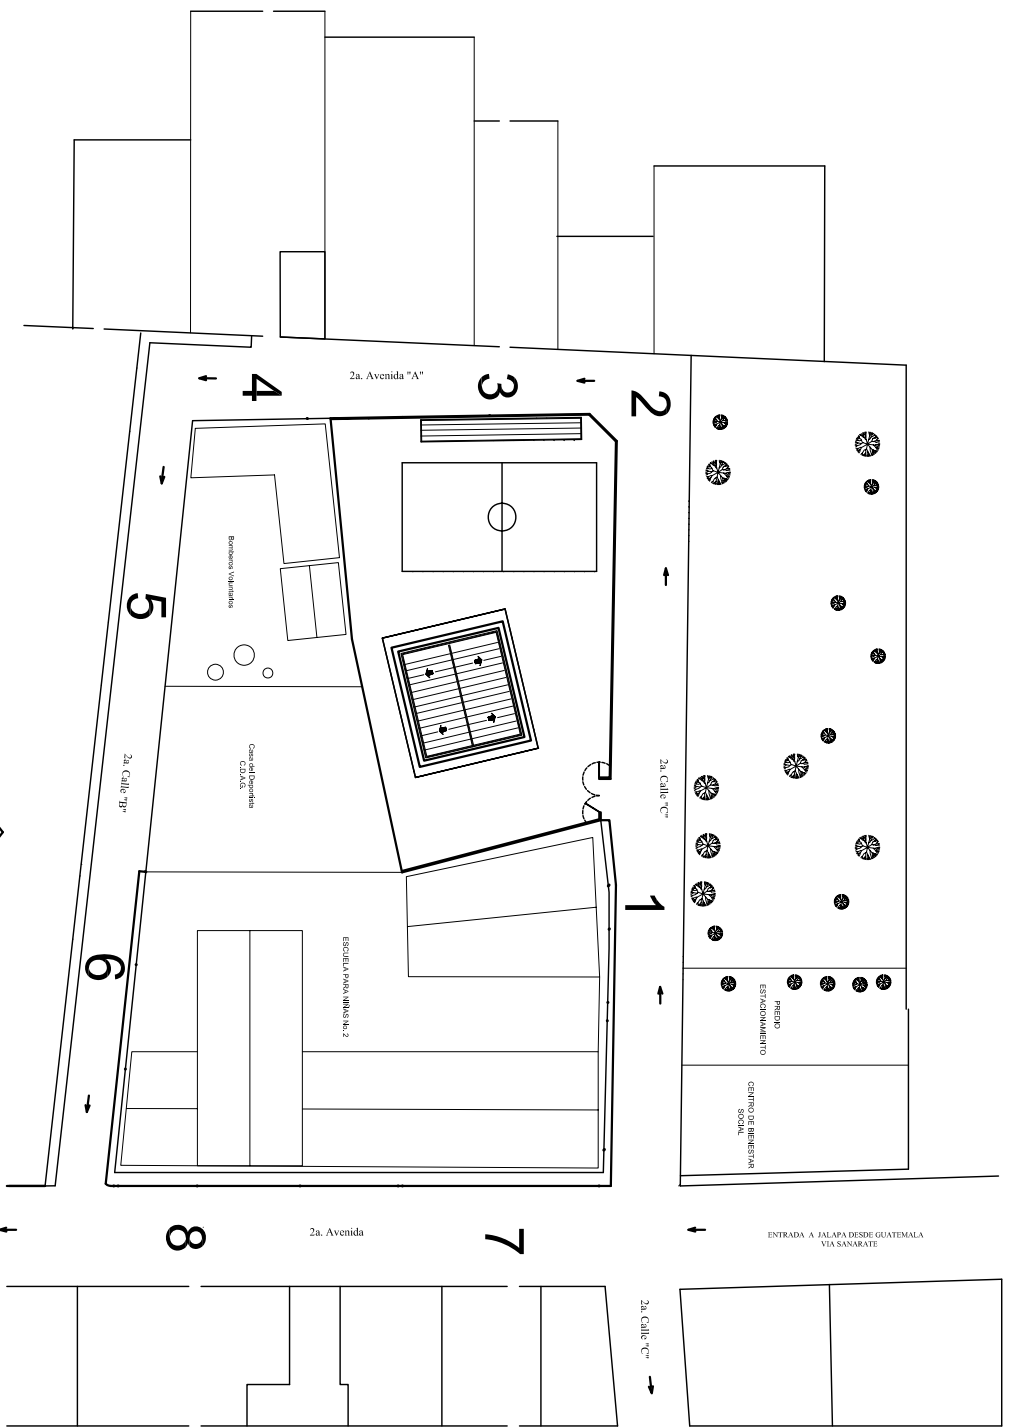 2a. Avenida "A"
4
3
2
Bomberos Voluntarios
5
2a. Calle "B"
Casa del Deportista
C.D.A.G.
2a. Calle "C"
1
6
ESCUELA PARA NIÑAS No. 2
PREDIO
ESTACIONAMIENTO
CENTRO DE BIENESTAR
SOCIAL
8
2a. Avenida
7
ENTRADA A JALAPA DESDE GUATEMALA
VIA SANARATE
2a. Calle "C"